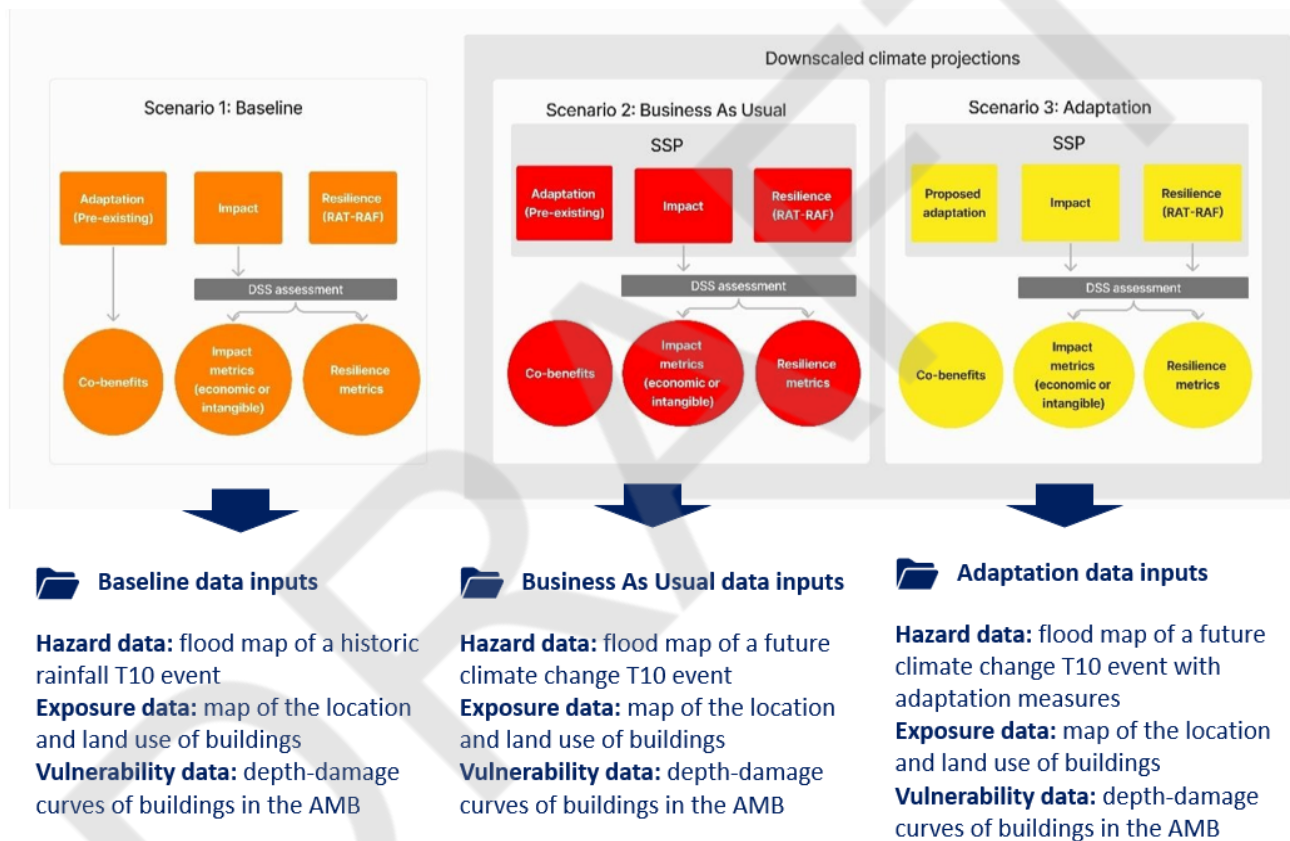 Downscaled climate projections
Scenario 1: Baseline
Adaptation
(Pre-existing)
Impact
Resilience
(RAT-RAF)
DSS assessment
Co-benefits
Impact
metrics
(economic or
intangible)
Resilience
metrics
Scenario 2: Business As Usual
SSP
Adaptation
(Pre-existing)
Impact
Resilience
(RAT-RAF)
DSS assessment
Co-benefits
Impact
metrics
(economic or
intangible)
Resilience
metrics
Scenario 3: Adaptation
SSP
Proposed
adaptation
Impact
Resilience
(RAT-RAF)
DSS assessment
Co-benefits
Impact
metrics
(economic or
intangible)
Resilience
metrics
Baseline data inputs
Hazard data: flood map of a historic
rainfall T10 event
Exposure data: map of the location
and land use of buildings
Vulnerability data: depth-damage
curves of buildings in the AMB
Business As Usual data inputs
Hazard data: flood map of a future
climate change T10 event
Exposure data: map of the location
and land use of buildings
Vulnerability data: depth-damage
curves of buildings in the AMB
Adaptation data inputs
Hazard data: flood map of a future
climate change T10 event with
adaptation measures
Exposure data: map of the location
and land use of buildings
Vulnerability data: depth-damage
curves of buildings in the AMB
DRAFT